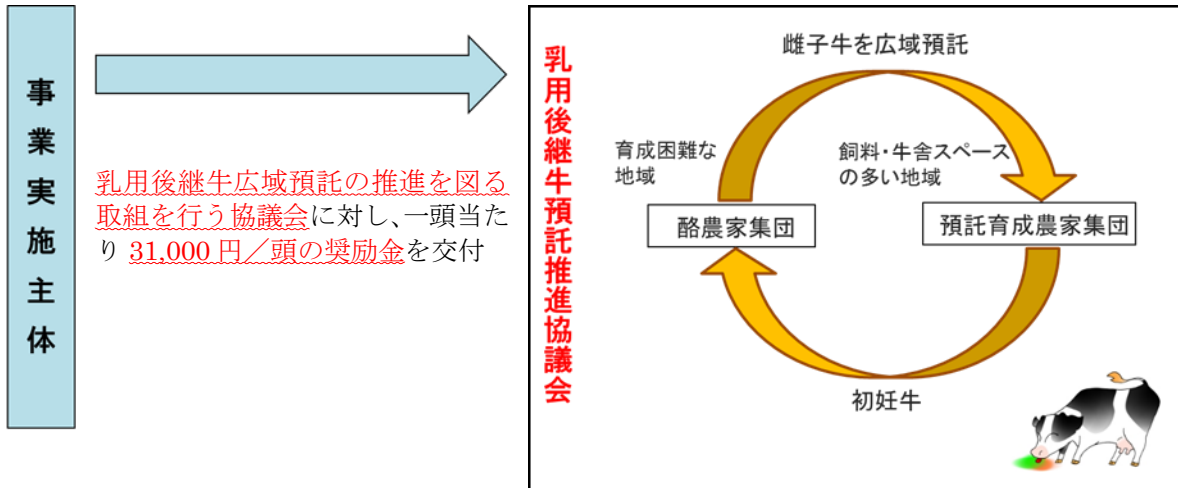 事業実施主体
乳用後継牛広域預託の推進を図る
取組を行う協議会に対し、一頭当た
り 31,000 円／頭の奨励金を交付
乳用後継牛預託推進協議会
雌子牛を広域預託
育成困難な
地域
飼料・牛舎スペース
の多い地域
酪農家集団
預託育成農家集団
初妊牛